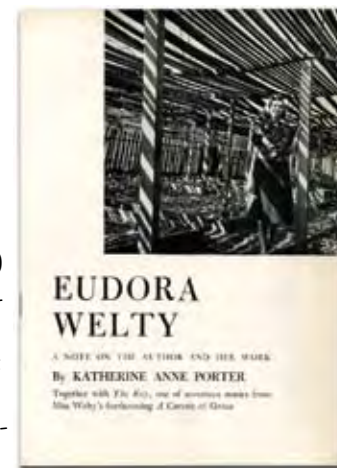 EUDORA
WELTY
A NOTE ON THE AUTHOR AND HER WORK
By KATHERINE ANNE PORTER
Together with The Key, one of seventeen stories from
Miss Welty's forthcoming A Curtain of Green